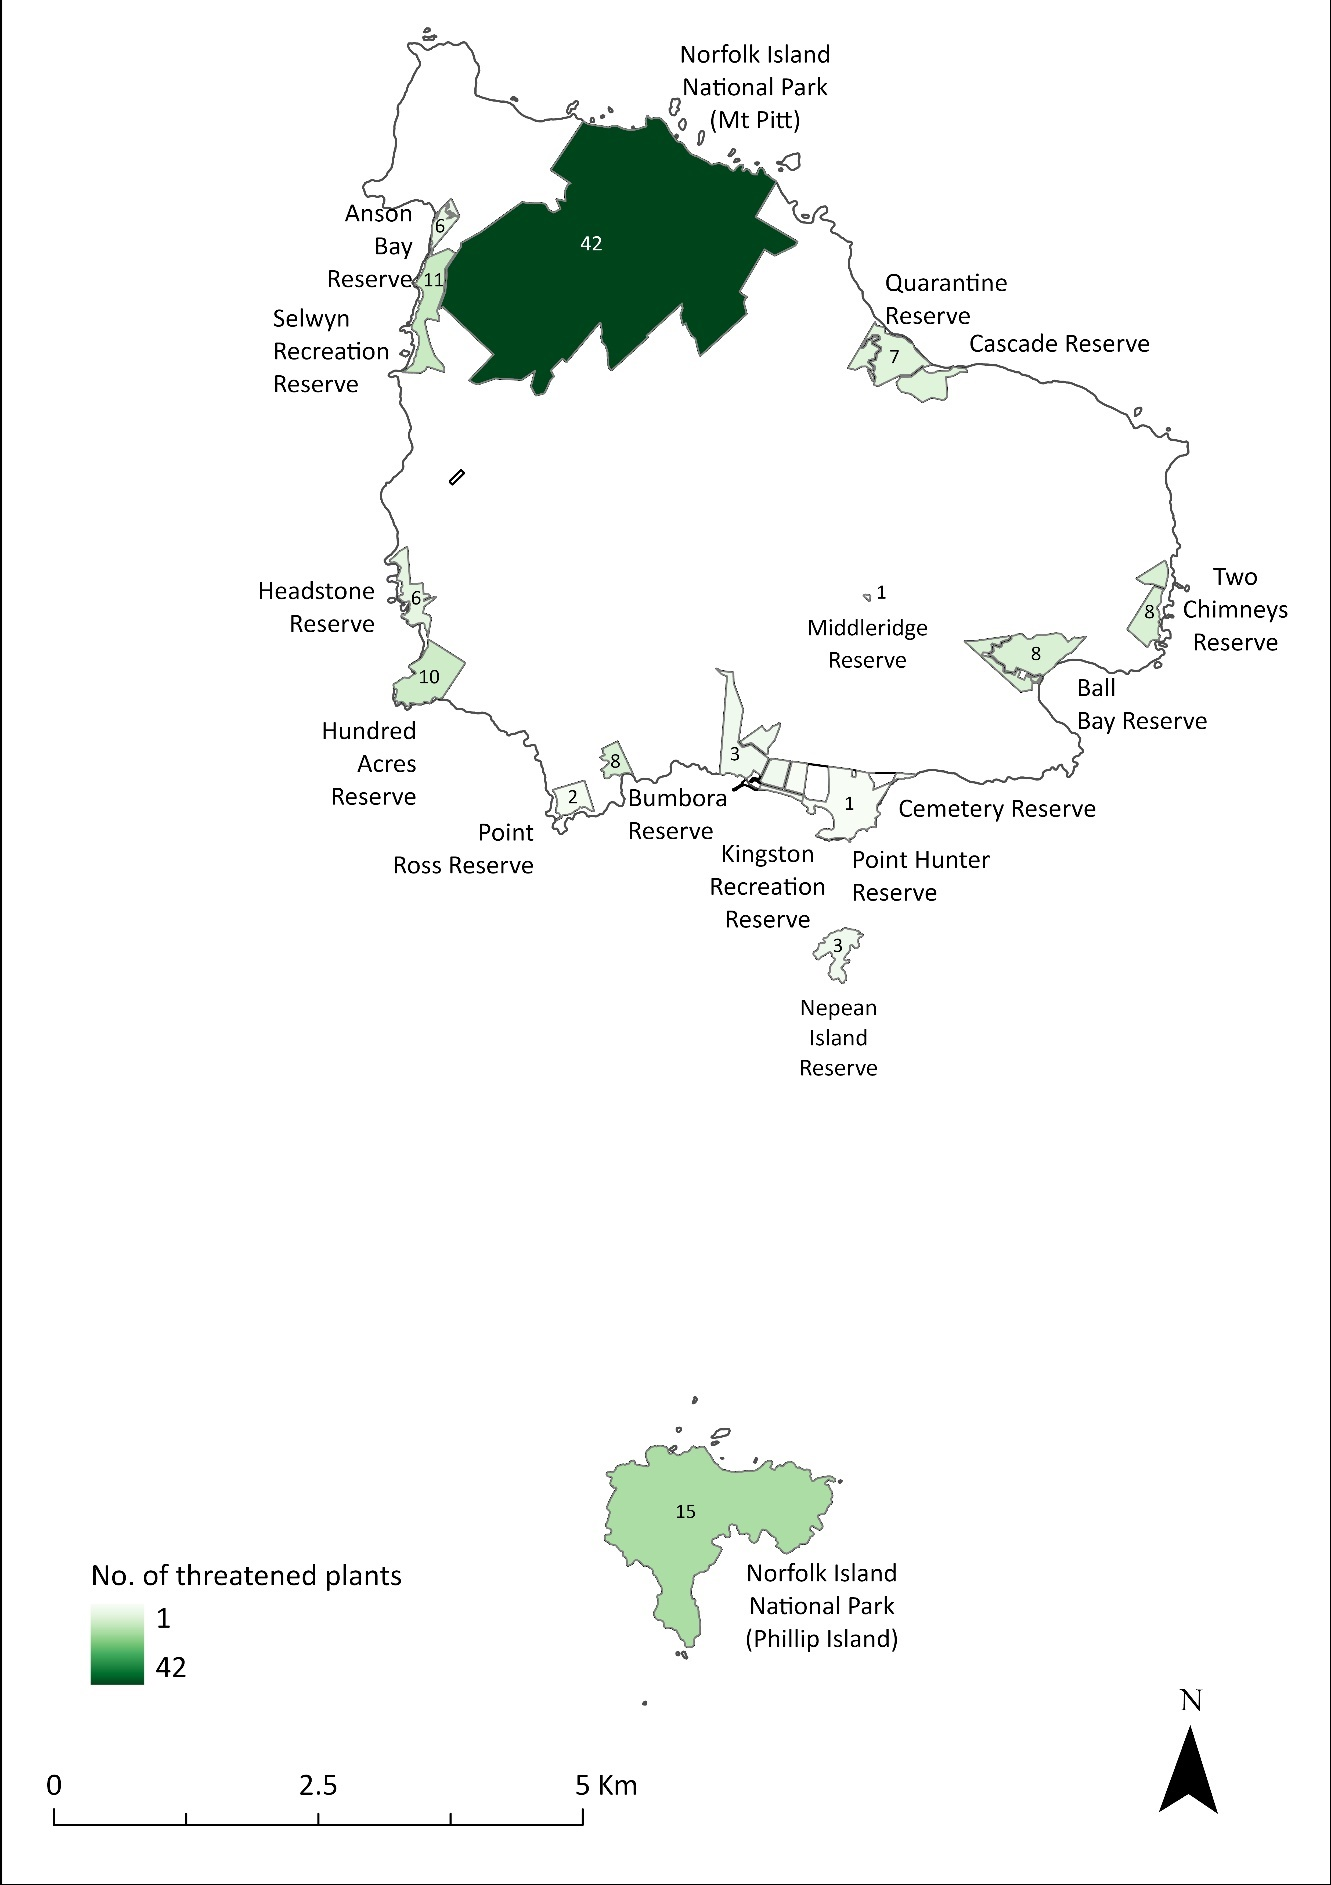 Norfolk Island
National Park
(Mt Pitt)
Anson
Bay
Reserve
6
42
11
Selwyn
Recreation
Reserve
Quarantine
Reserve
Cascade Reserve
7
Headstone
Reserve
6
1
Middleridge
Reserve
Two
Chimneys
Reserve
8
8
Ball
Bay Reserve
10
Hundred
Acres
Reserve
8
2
Bumbora
Reserve
Point
Ross Reserve
3
1
Cemetery Reserve
Kingston
Recreation
Reserve
Point Hunter
Reserve
3
Nepean
Island
Reserve
15
Norfolk Island
National Park
(Phillip Island)
No. of threatened plants
1
42
N
0 2.5 5 Km